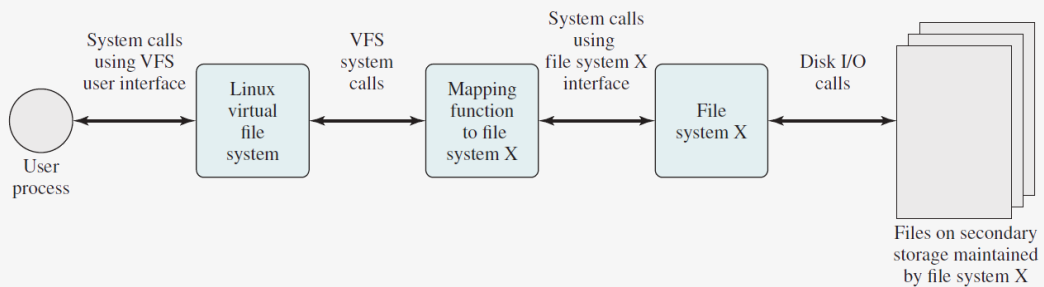 System calls
using VFS
user interface
VFS
system
calls
System calls
using
file system X
interface
Disk I/O
calls
User
process
Linux
virtual
file
system
Mapping
function
to file
system X
File
system X
Files on secondary
storage maintained
by file system X